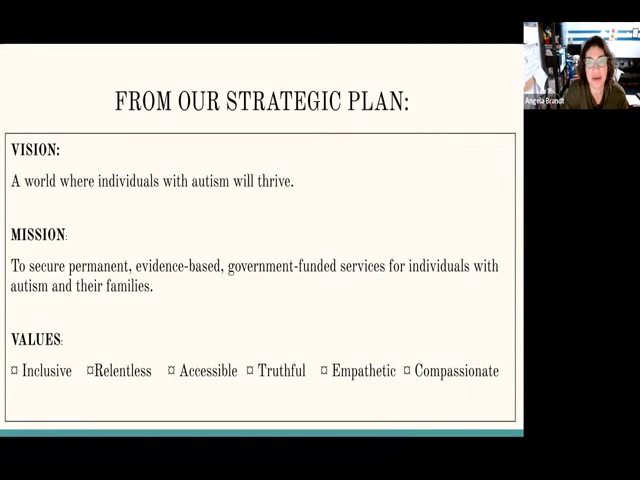 FROM OUR STRATEGIC PLAN:
VISION:
A world where individuals with autism will thrive.
MISSION:
To secure permanent, evidence-based, government-funded services for individuals with
autism and their families.
VALUES:
¤ Inclusive ¤Relentless ¤ Accessible ¤ Truthful ¤ Empathetic ¤ Compassionate
Angela Brandt